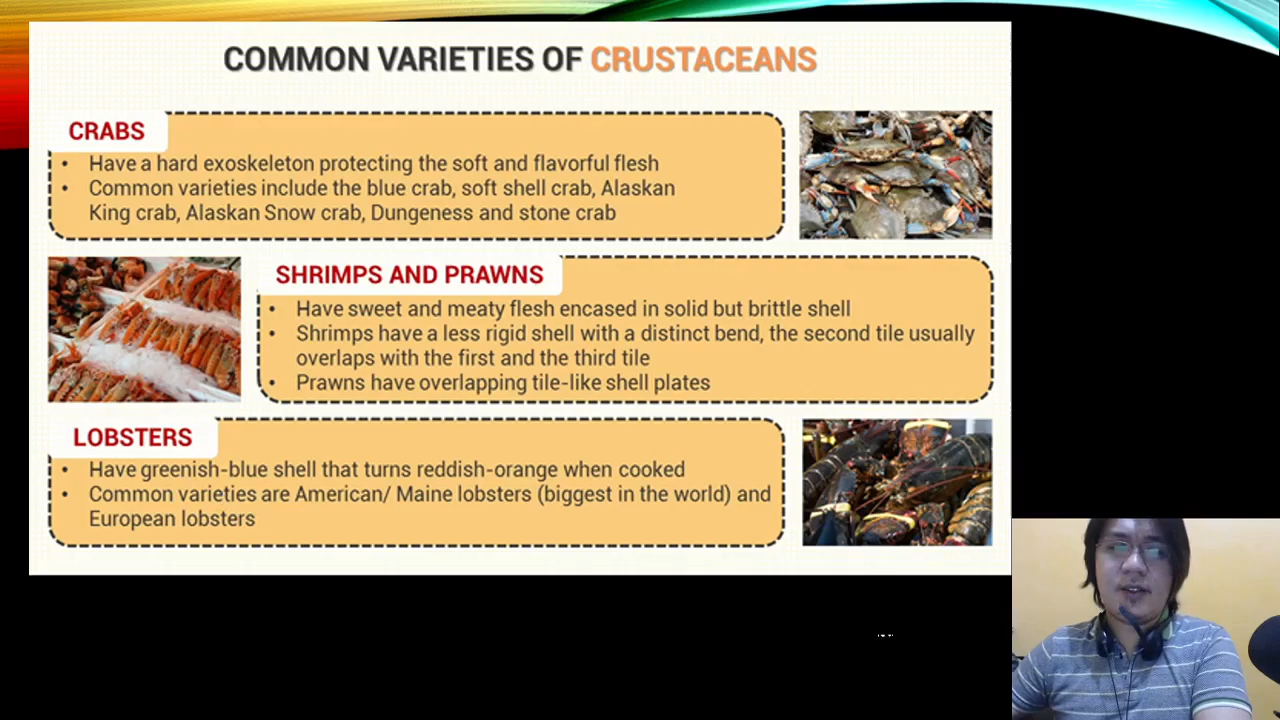 COMMON VARIETIES OF CRUSTACEANS
CRABS
• Have a hard exoskeleton protecting the soft and flavorful flesh
• Common varieties include the blue crab, soft shell crab, Alaskan
King crab, Alaskan Snow crab, Dungeness and stone crab
SHRIMPS AND PRAWNS
• Have sweet and meaty flesh encased in solid but brittle shell
• Shrimps have a less rigid shell with a distinct bend, the second tile usually
overlaps with the first and the third tile
• Prawns have overlapping tile-like shell plates
LOBSTERS
• Have greenish-blue shell that turns reddish-orange when cooked
• Common varieties are American/ Maine lobsters (biggest in the world) and
European lobsters